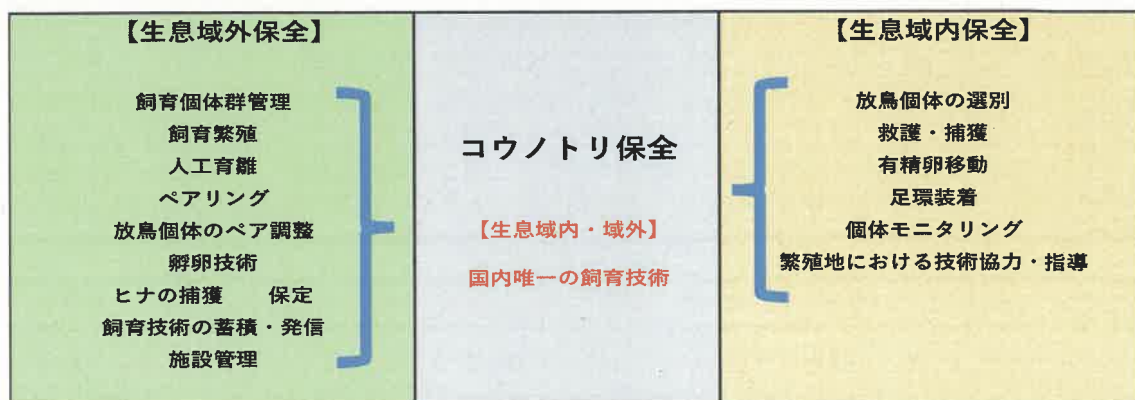 【生息域外保全】
飼育個体群管理
飼育繁殖
人工育雛
ペアリング
放鳥個体のペア調整
孵卵技術
ヒナの捕獲　　保定
飼育技術の蓄積・発信
施設管理
コウノトリ保全
【生息域内・域外】
国内唯一の飼育技術
【生息域内保全】
放鳥個体の選別
救護・捕獲
有精卵移動
足環装着
個体モニタリング
繁殖地における技術協力・指導